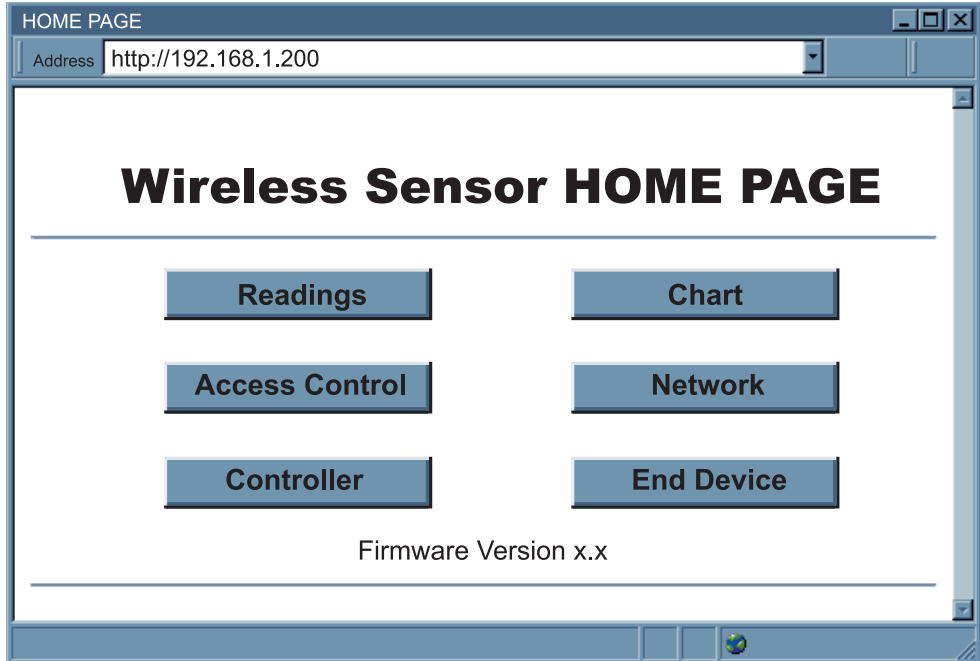 HOME PAGE
Address http://192.168.1.200
Wireless Sensor HOME PAGE
Readings Chart
Access Control Network
Controller End Device
Firmware Version x.x